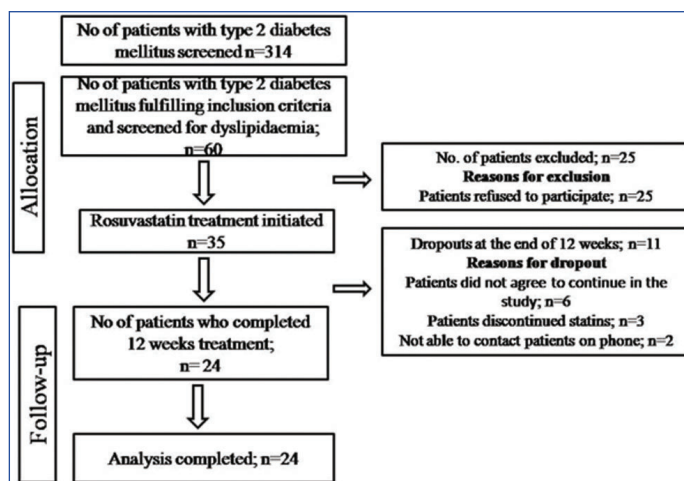 No of patients with type 2 diabetes
mellitus screened n=314
No of patients with type 2 diabetes
mellitus fulfilling inclusion criteria
and screened for dyslipidaemia;
n=60
Allocation
No. of patients excluded; n=25
Reasons for exclusion
Patients refused to participate; n=25
Rosuvastatin treatment initiated
n=35
Dropouts at the end of 12 weeks; n=11
Reasons for dropout
Patients did not agree to continue in the
study; n=6
Patients discontinued statins; n=3
Not able to contact patients on phone; n=2
No of patients who completed
12 weeks treatment;
n= 24
Follow-up
Analysis completed; n=24